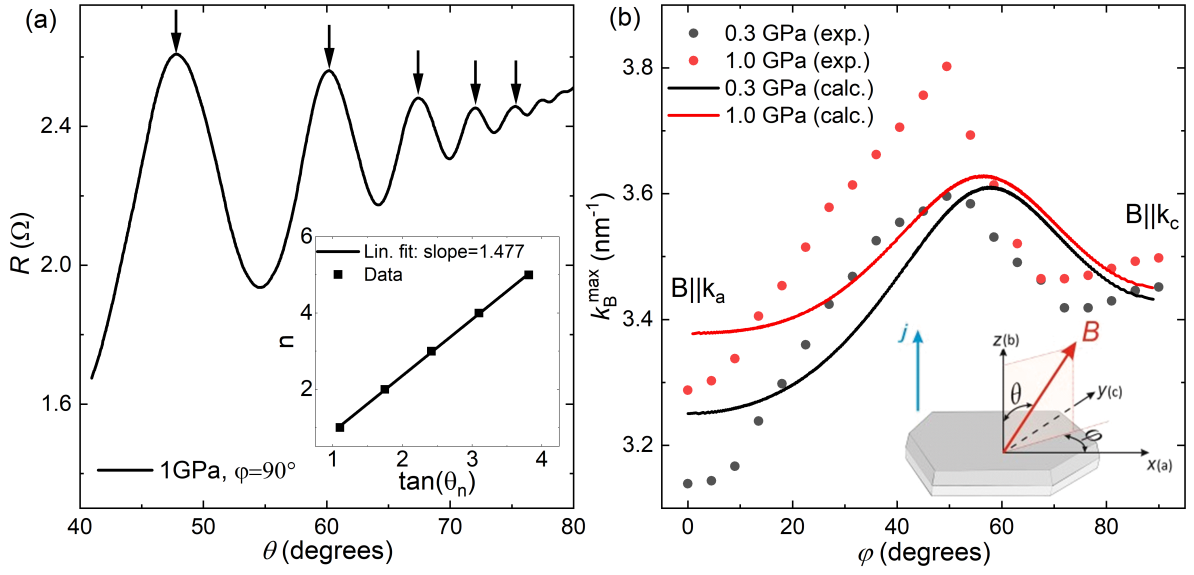 (a)
R (Ω)
2.4
2.0
1.6
6
4
2
n
Lin. fit: slope=1.477
Data
1 2 3 4
tan(θn)
1GPa, φ=90°
40 50 60 70 80
θ (degrees)
(b)
0.3 GPa (exp.)
1.0 GPa (exp.)
0.3 GPa (calc.)
1.0 GPa (calc.)
kBmax (nm-1)
3.8
3.6
3.4
3.2
B||ka
B||kc
j
z(b)
B
θ
y(c)
φ
x(a)
0 20 40 60 80
φ (degrees)